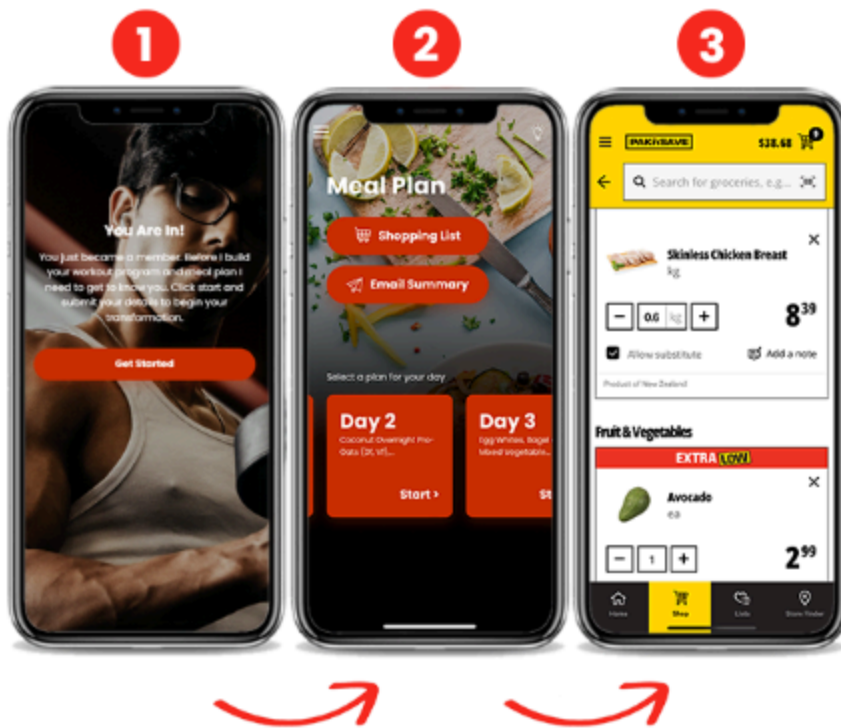 1
2
3
You Are In!
You just became a member. Before I build
your workout program and meal plan I
need to get to know you. Click start and
submit your details to begin your
transformation.
Get Started
Meal Plan
Shopping List
Email Summary
Select a plan for your day
Day 2
Coconut Overnight Pro-
Oats (Df, Vf)...
Start >
Day 3
Egg Whites, Bagel
Mixed Vegetable...
St
PAK'nSAVE
$38.68
Search for groceries, e.g...
Skinless Chicken Breast
kg
0.6 kg
8 39
Allow substitute
Add a note
Product of New Zealand
Fruit & Vegetables
EXTRA LOW
Avocado
ea
1
2 99
Home
Shop
Lists
Store Finder